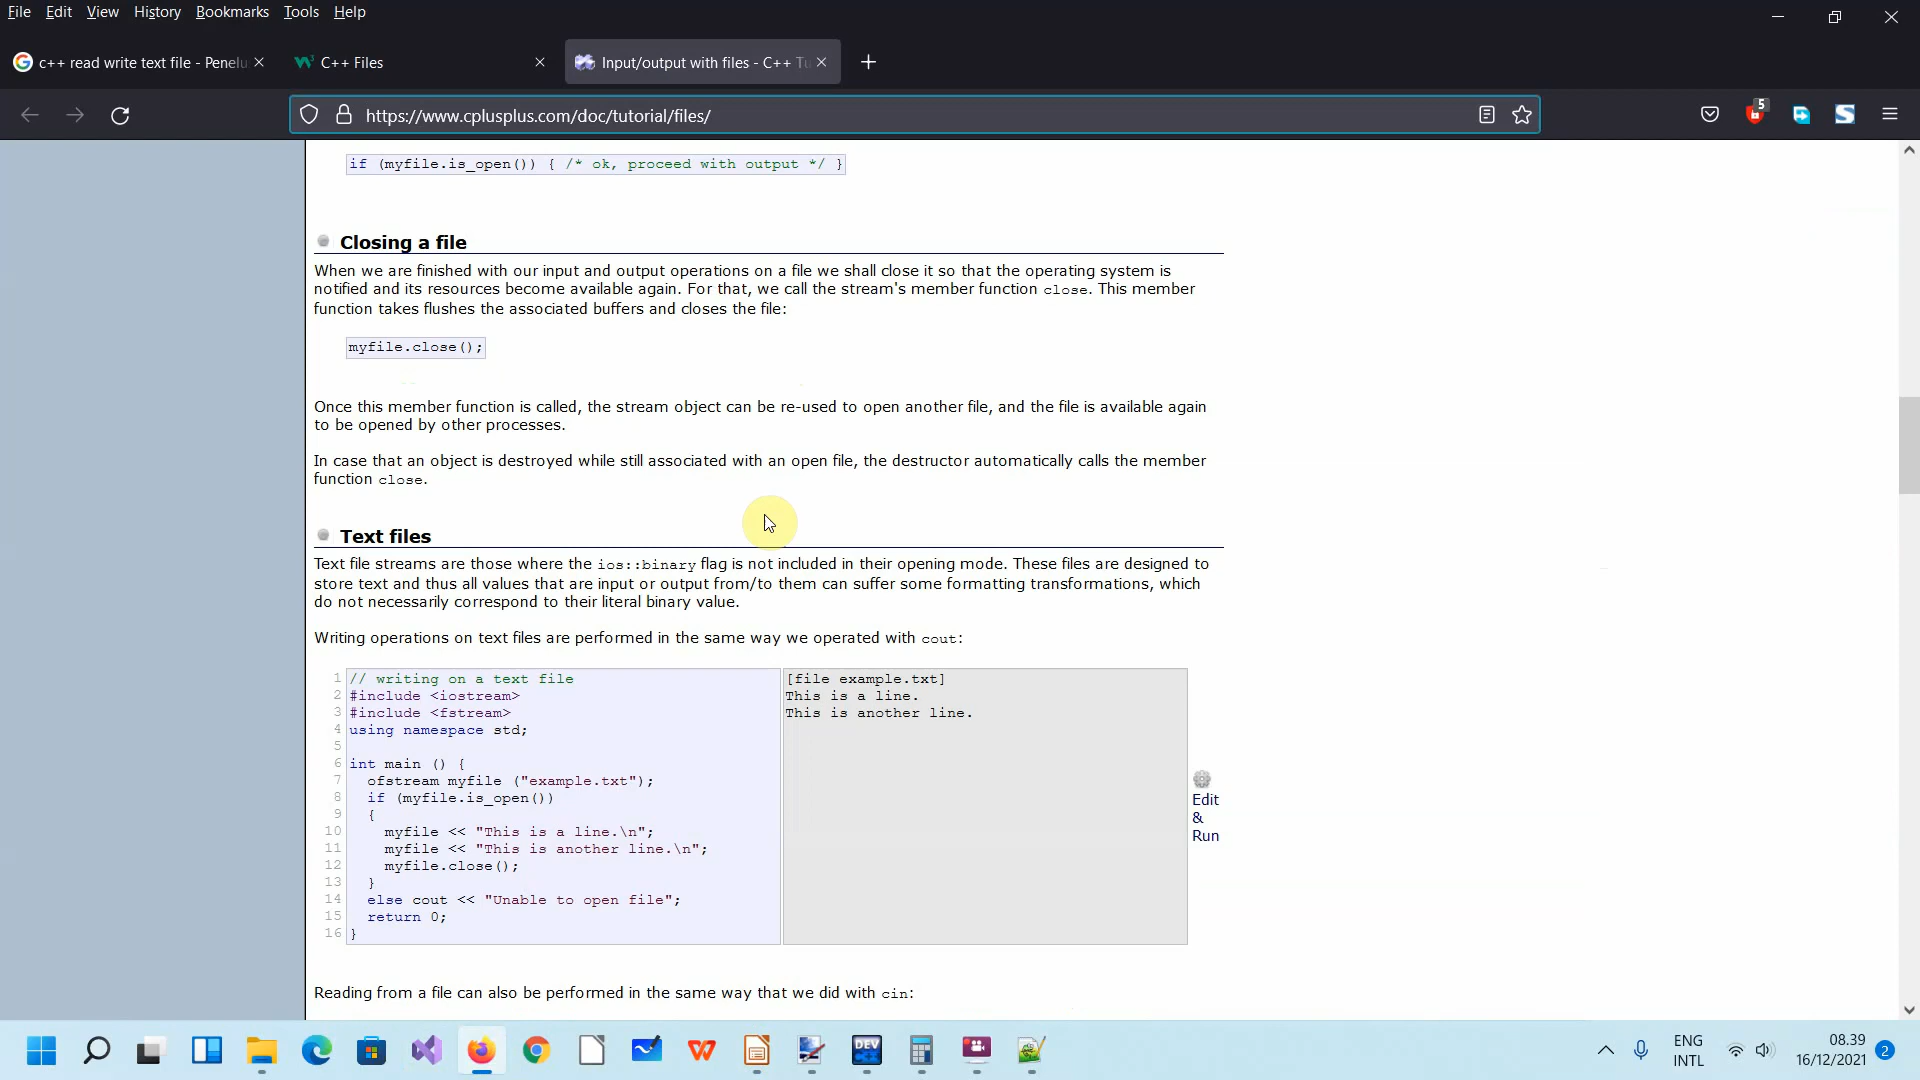 File Edit View History Bookmarks Tools Help
c++ read write text file - Penelu
C++ Files
Input/output with files - C++ Tu
https://www.cplusplus.com/doc/tutorial/files/
5
if (myfile.is_open()) { /* ok, proceed with output */ }
Closing a file
When we are finished with our input and output operations on a file we shall close it so that the operating system is
notified and its resources become available again. For that, we call the stream's member function close. This member
function takes flushes the associated buffers and closes the file:
myfile.close();
Once this member function is called, the stream object can be re-used to open another file, and the file is available again
to be opened by other processes.
In case that an object is destroyed while still associated with an open file, the destructor automatically calls the member
function close.
Text files
Text file streams are those where the ios::binary flag is not included in their opening mode. These files are designed to
store text and thus all values that are input or output from/to them can suffer some formatting transformations, which
do not necessarily correspond to their literal binary value.
Writing operations on text files are performed in the same way we operated with cout:
1 // writing on a text file
2 #include <iostream>
3 #include <fstream>
4 using namespace std;
5
6 int main () {
7 ofstream myfile ("example.txt");
8 if (myfile.is_open())
9 {
10 myfile << "This is a line.\n";
11 myfile << "This is another line.\n";
12 myfile.close();
13 }
14 else cout << "Unable to open file";
15 return 0;
16 }
[file example.txt]
This is a line.
This is another line.
Edit
&
Run
Reading from a file can also be performed in the same way that we did with cin:
DEV
ENG
INTL
08.39
16/12/2021
2